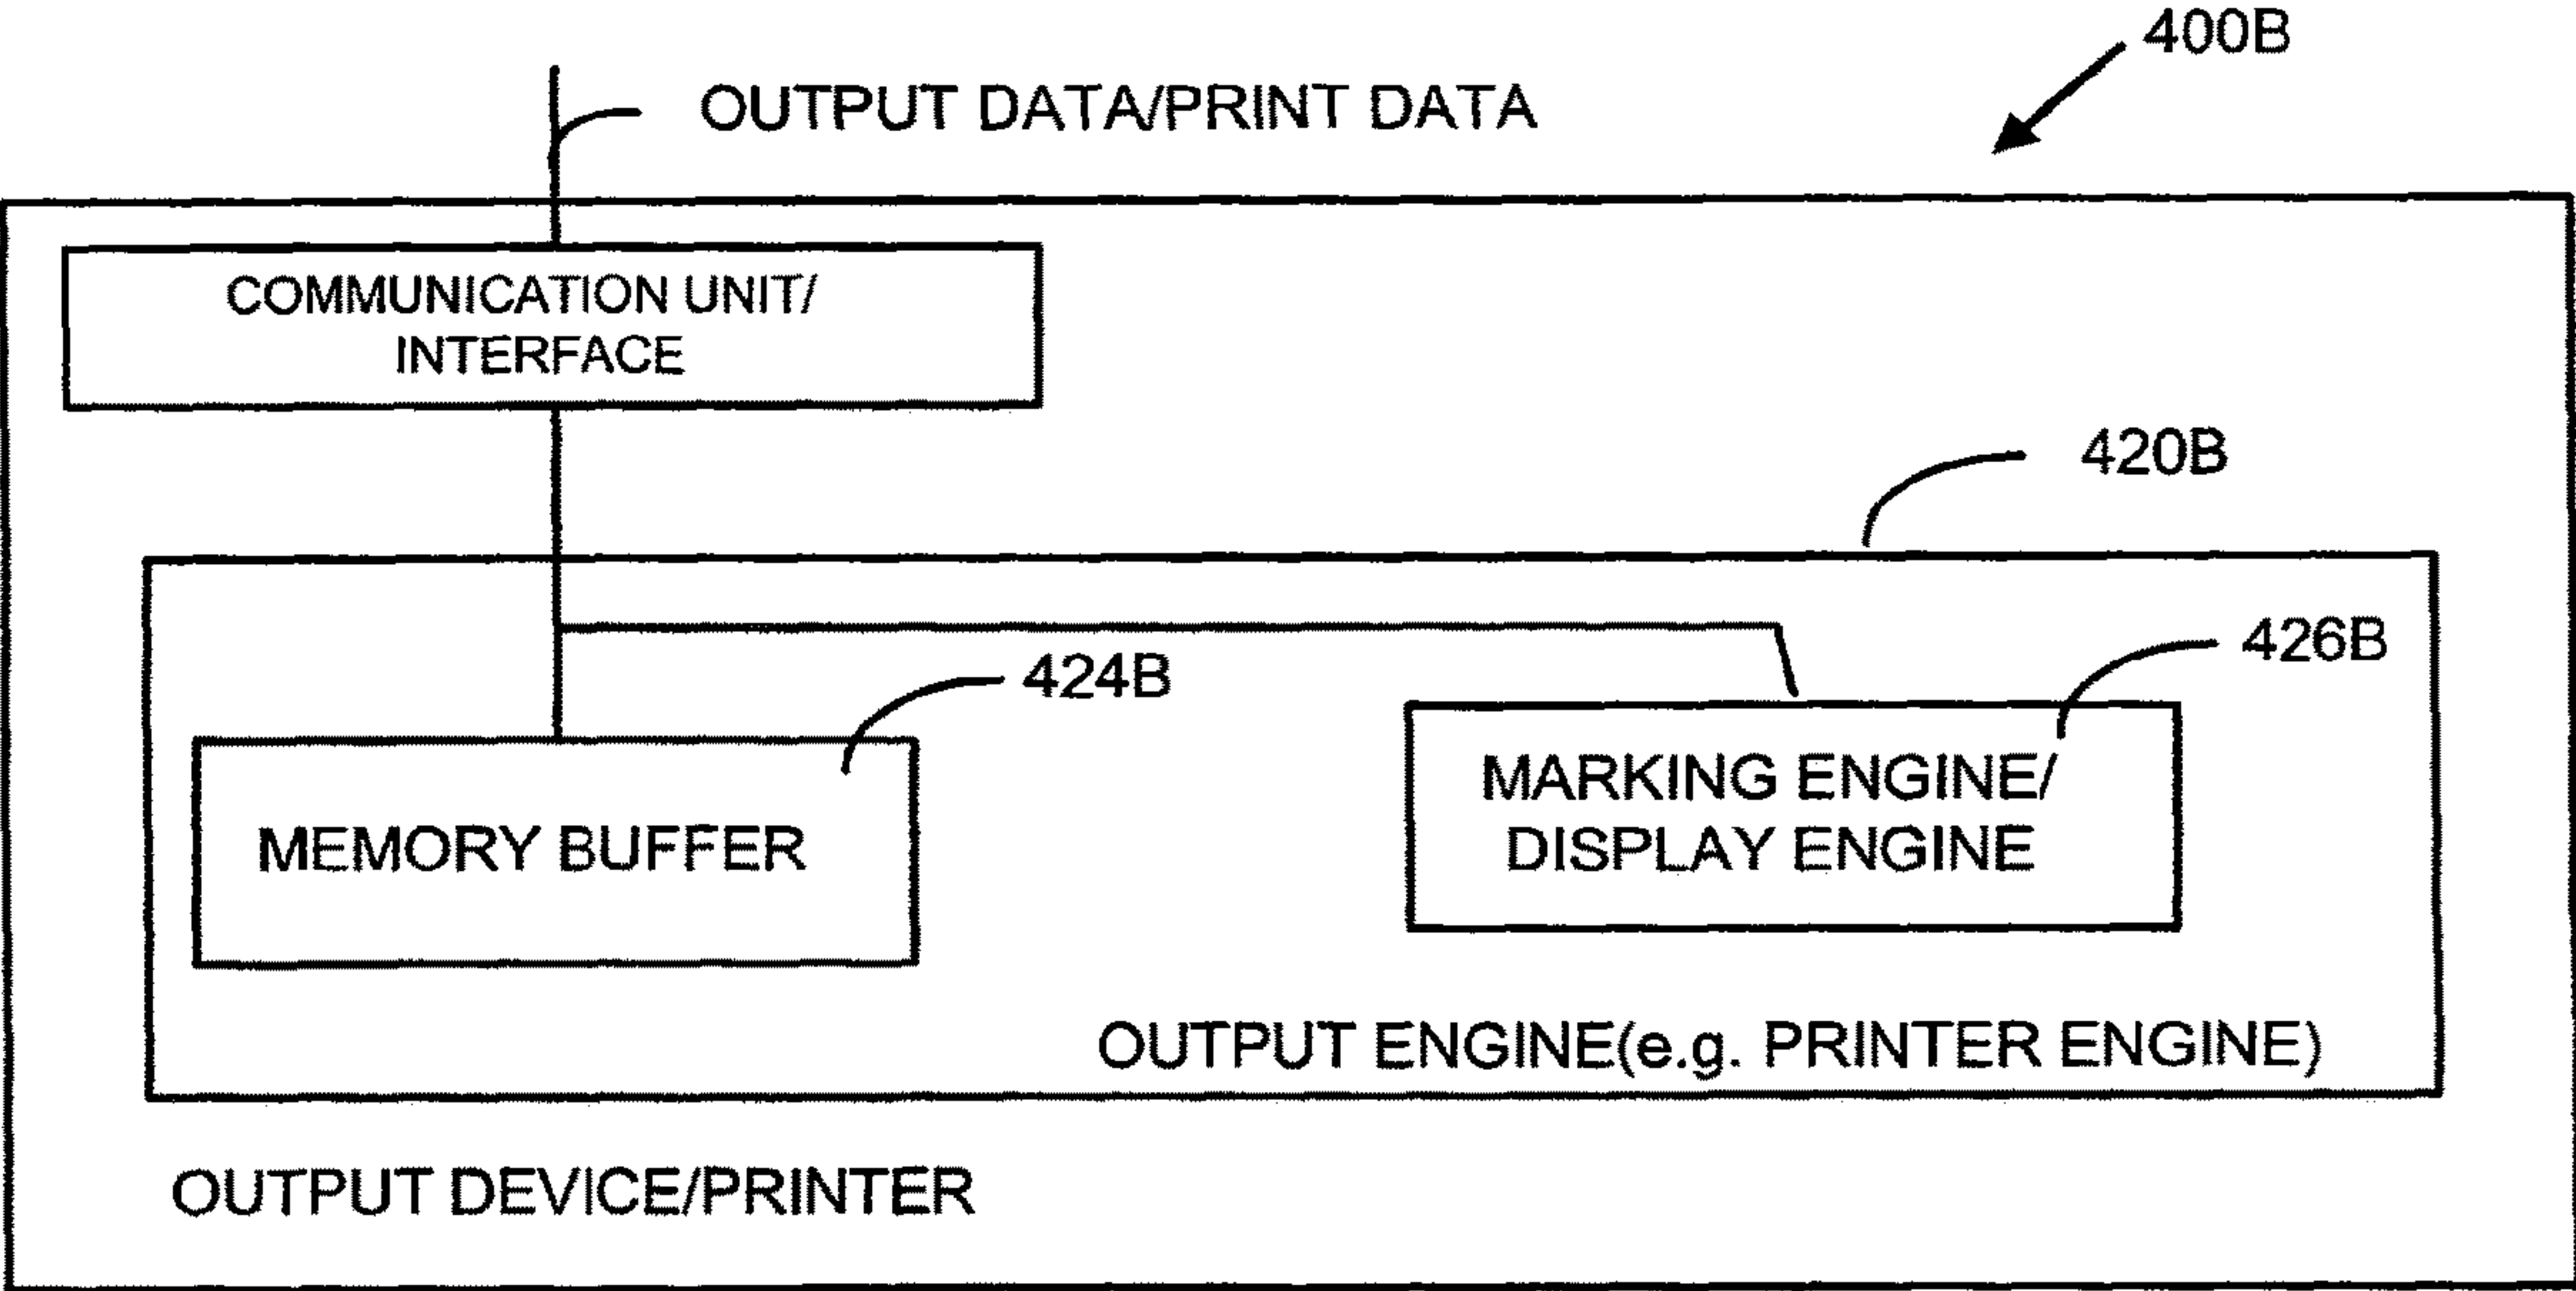 400B
OUTPUT DATA/PRINT DATA
COMMUNICATION UNIT/
INTERFACE
420B
426B
424B
MARKING ENGINE/
DISPLAY ENGINE
MEMORY BUFFER
OUTPUT ENGINE(e.g. PRINTER ENGINE)
OUTPUT DEVICE/PRINTER